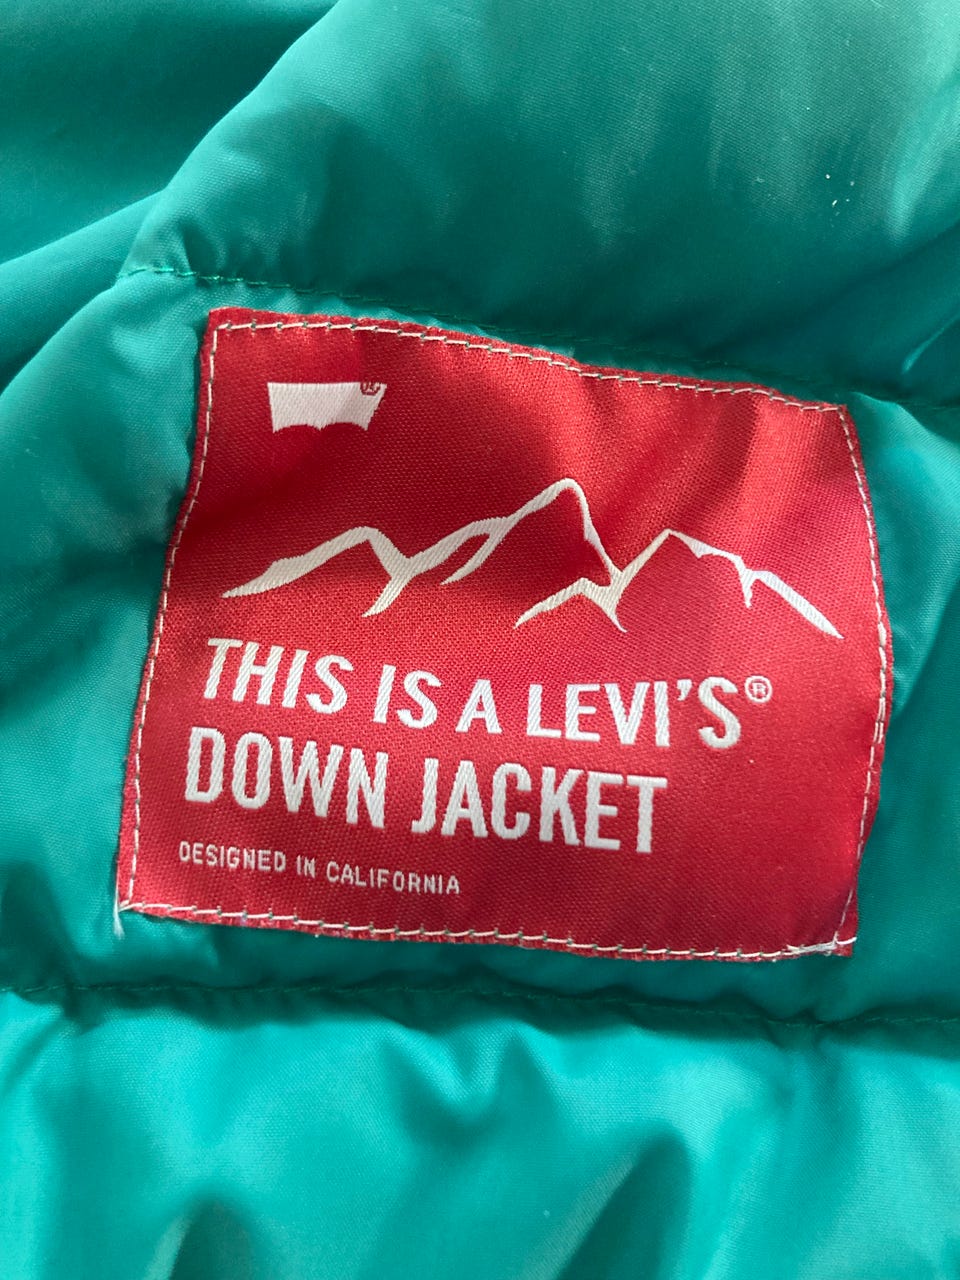 THIS IS A LEVI'S®
DOWN JACKET
DESIGNED IN CALIFORNIA